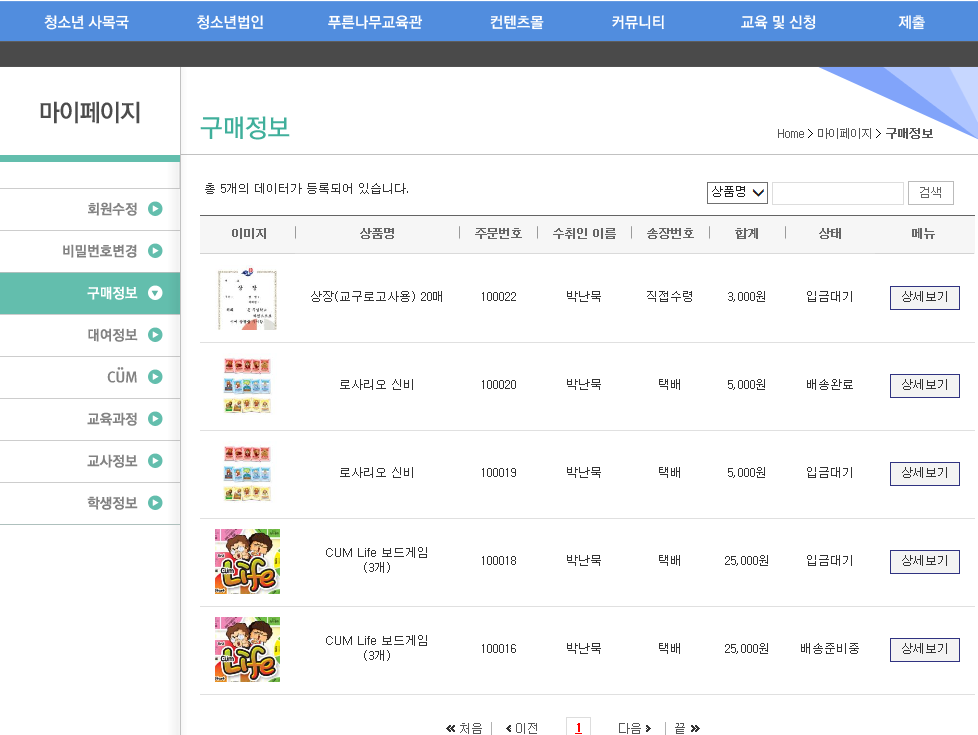 청소년 사목국 청소년법인 푸른나무교육관 컨텐츠몰 커뮤니티 교육 및 신청 제출
마이페이지
구매정보
Home > 마이페이지 > 구매정보
회원수정
비밀번호변경
구매정보
대여정보
CÜM
교육과정
교사정보
학생정보
총 5개의 데이터가 등록되어 있습니다.
상품명 검색
이미지 상품명 주문번호 수취인 이름 송장번호 합계 상태 메뉴
상장(교구로고사용) 20매 100022 박난묵 직접수령 3,000원 입금대기 상세보기
로사리오 신비 100020 박난묵 택배 5,000원 배송완료 상세보기
로사리오 신비 100019 박난묵 택배 5,000원 입금대기 상세보기
CUM Life 보드게임
(3개) 100018 박난묵 택배 25,000원 입금대기 상세보기
CUM Life 보드게임
(3개) 100016 박난묵 택배 25,000원 배송준비중 상세보기
상 장
CUM Life
CUM Life
« 처음 | ‹ 이전 1 다음 › | 끝 »